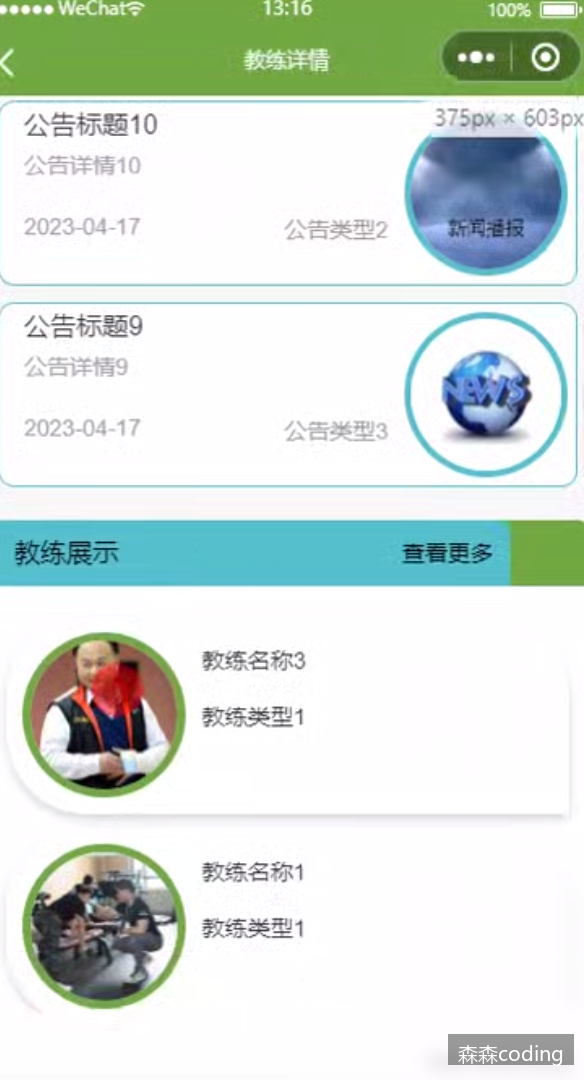 WeChat 13:16 100%
教练详情
375px × 603px
公告标题10
公告详情10
2023-04-17 公告类型2
新闻播报
公告标题9
公告详情9
2023-04-17 公告类型3
NEWS
教练展示 查看更多
教练名称3
教练类型1
教练名称1
教练类型1
森森coding